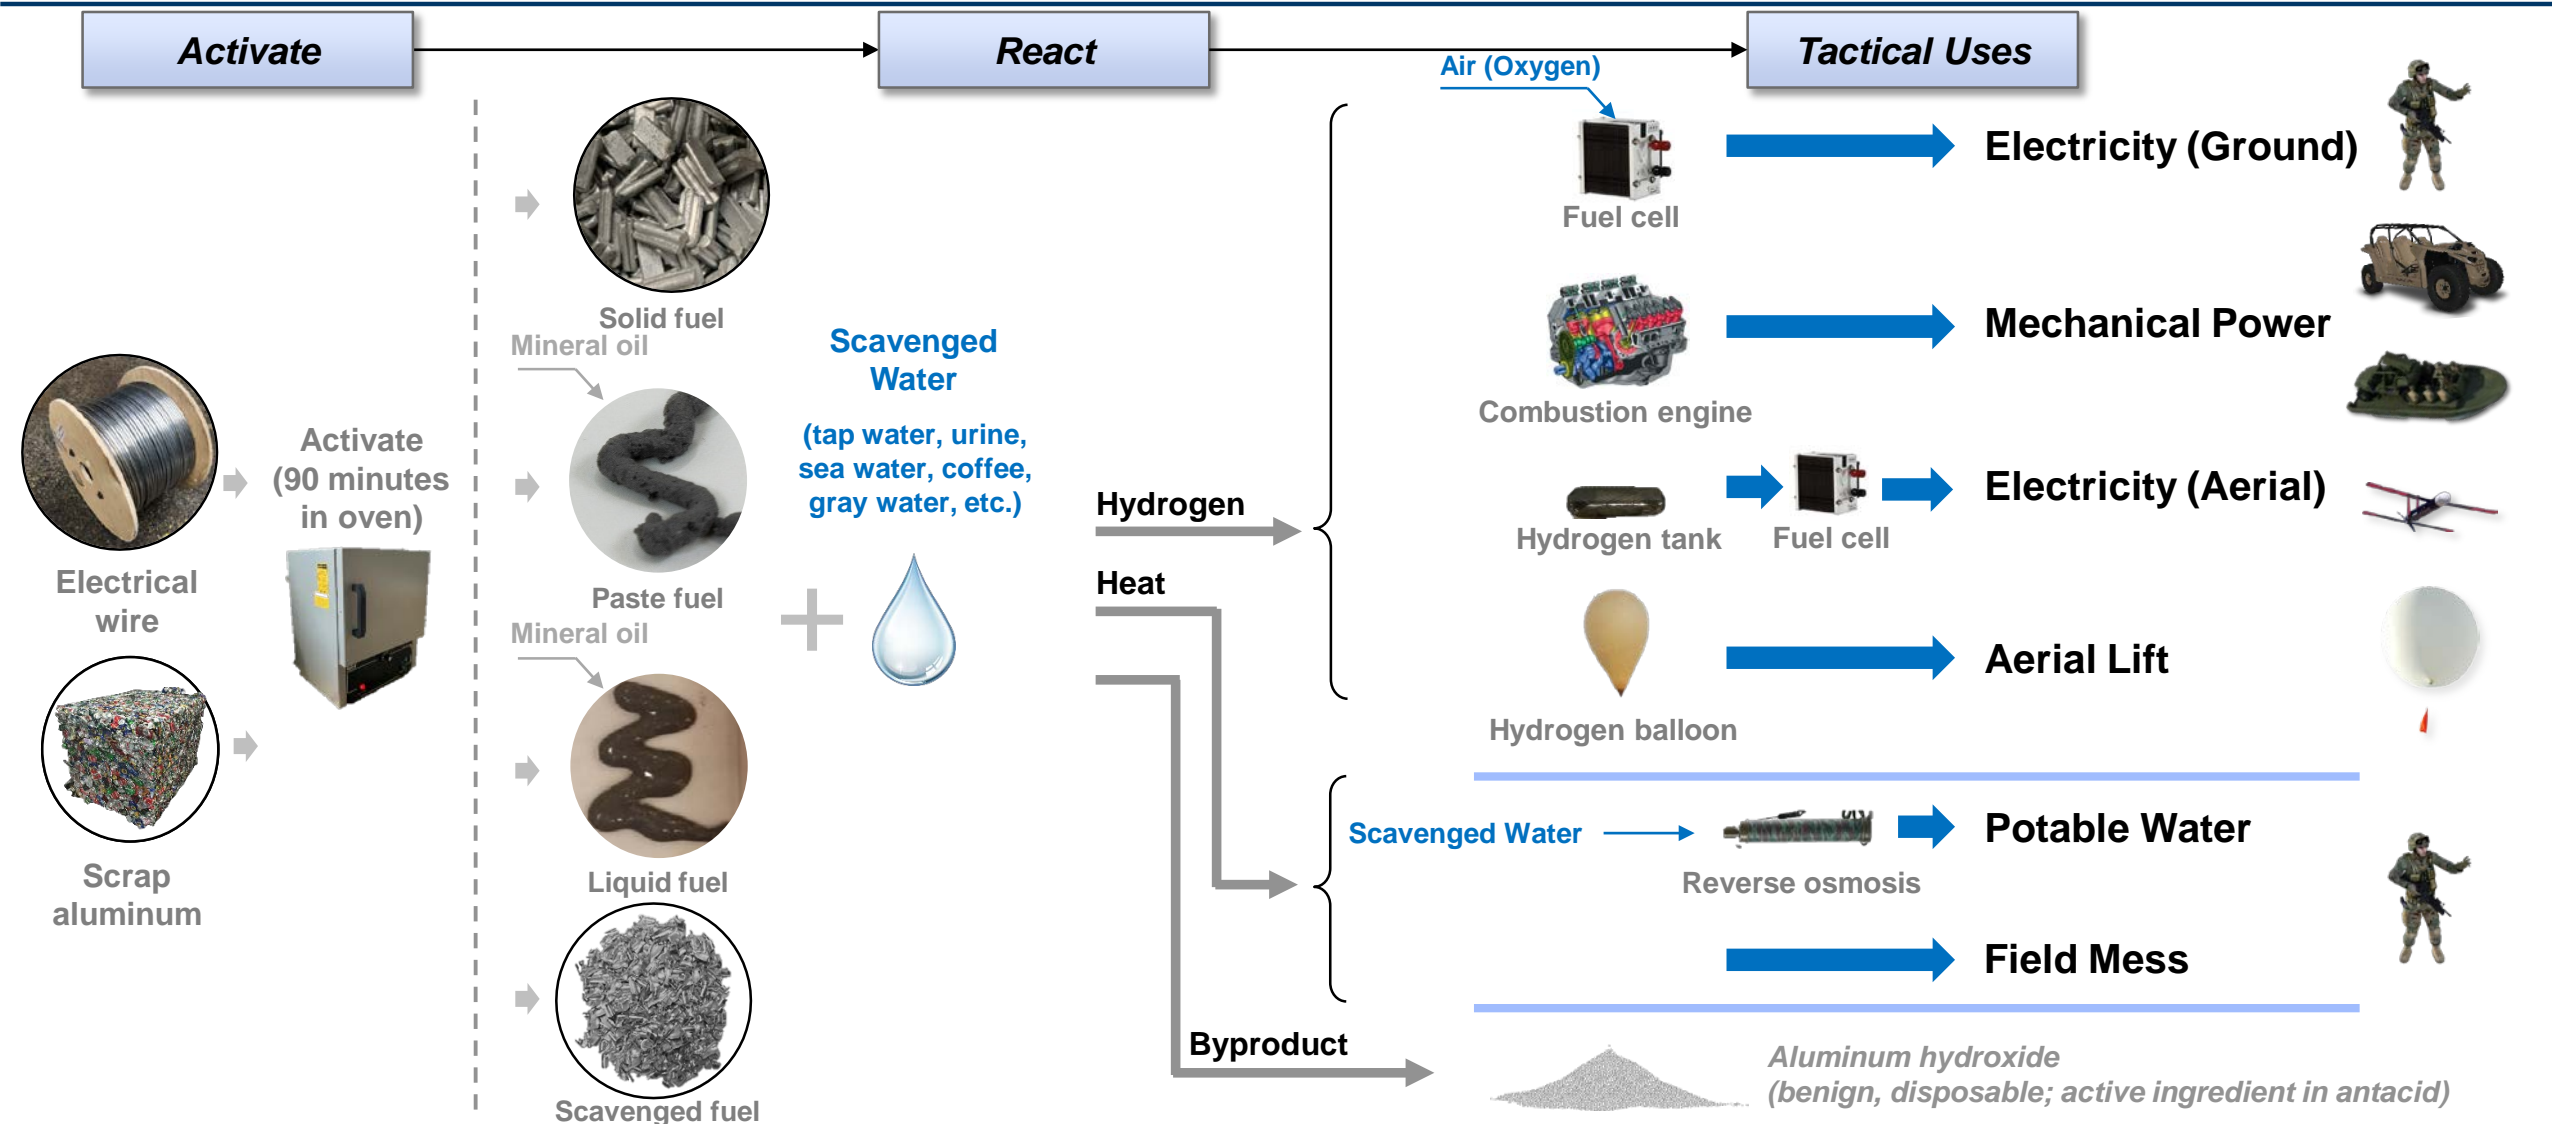 Activate
React
Tactical Uses
Electrical
wire
Scrap
aluminum
Activate
(90 minutes
in oven)
Solid fuel
Mineral oil
Paste fuel
Mineral oil
Liquid fuel
Scavenged fuel
Scavenged
Water
(tap water, urine,
sea water, coffee,
gray water, etc.)
Hydrogen
Heat
Byproduct
Air (Oxygen)
Fuel cell
Electricity (Ground)
Combustion engine
Mechanical Power
Hydrogen tank
Fuel cell
Electricity (Aerial)
Hydrogen balloon
Aerial Lift
Scavenged Water
Reverse osmosis
Potable Water
Field Mess
Aluminum hydroxide
(benign, disposable; active ingredient in antacid)